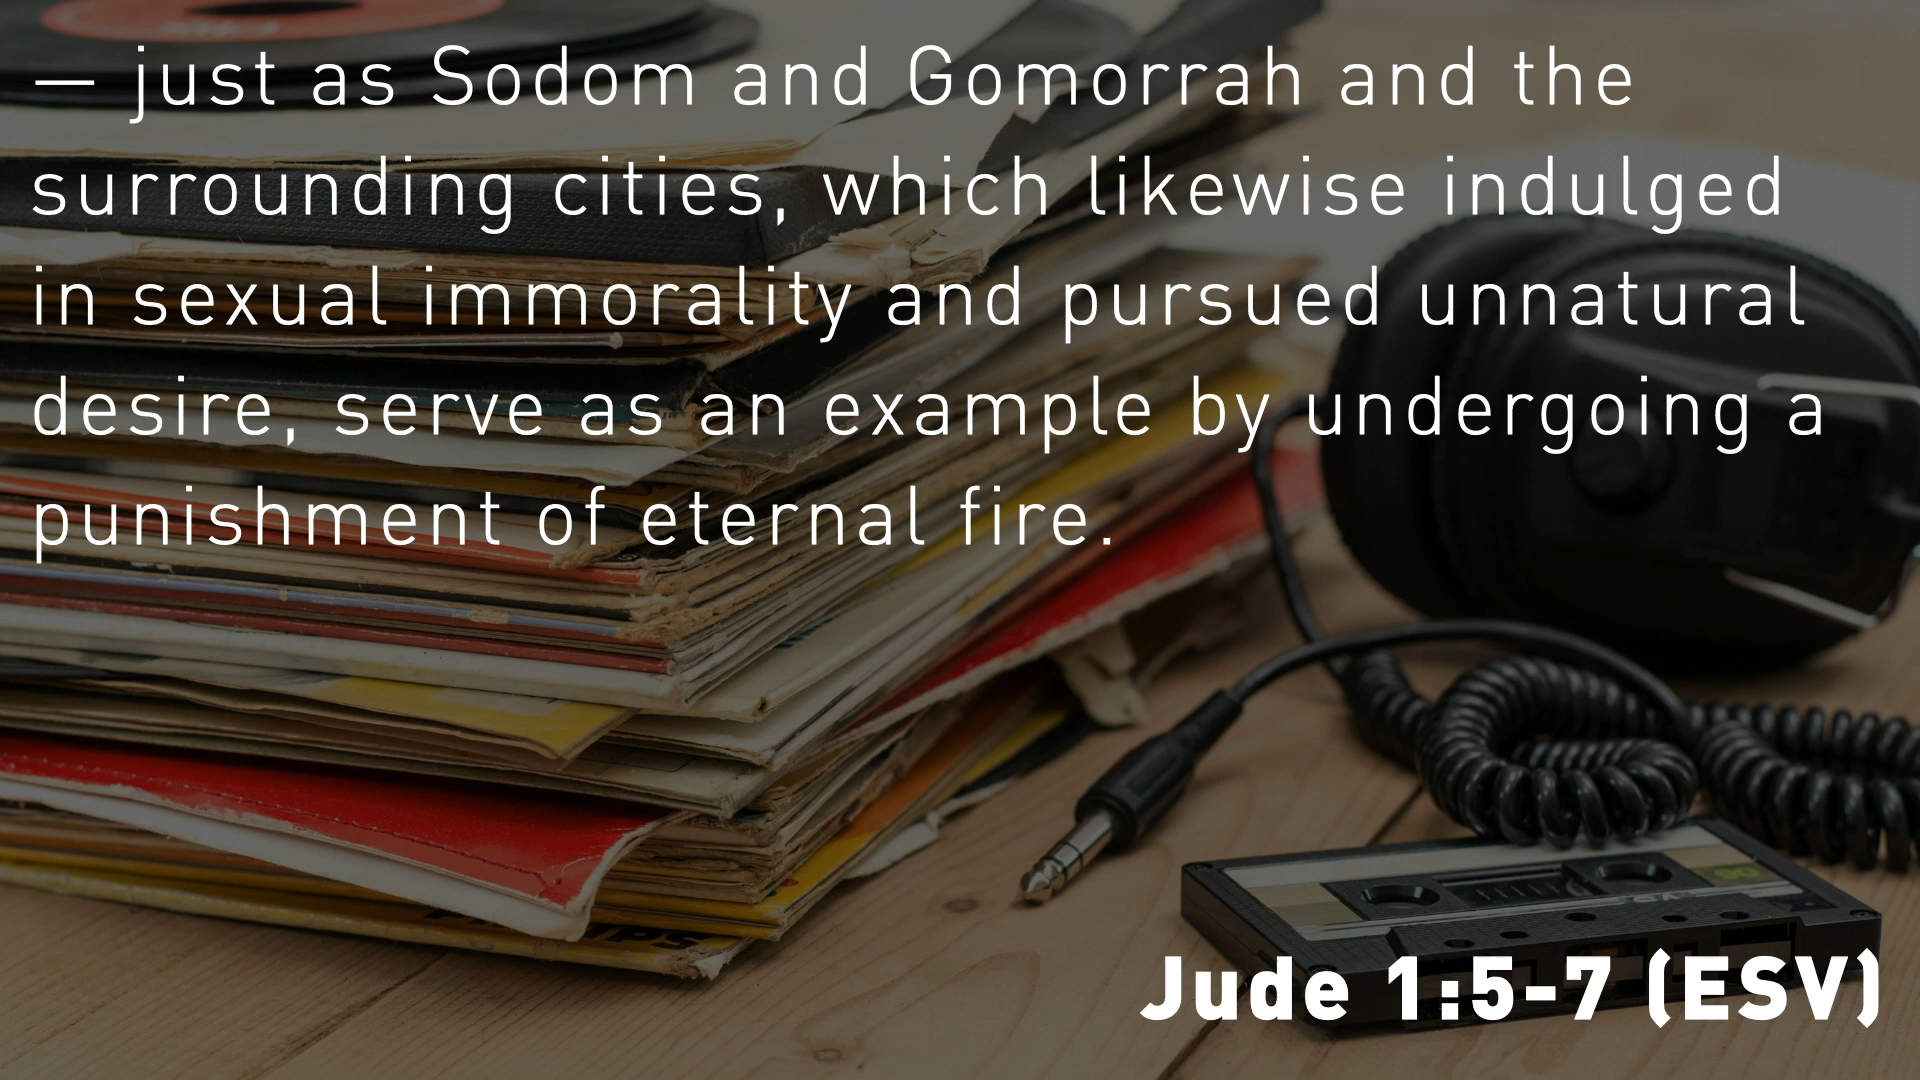 — just as Sodom and Gomorrah and the
surrounding cities, which likewise indulged
in sexual immorality and pursued unnatural
desire, serve as an example by undergoing a
punishment of eternal fire.
Jude 1:5-7 (ESV)